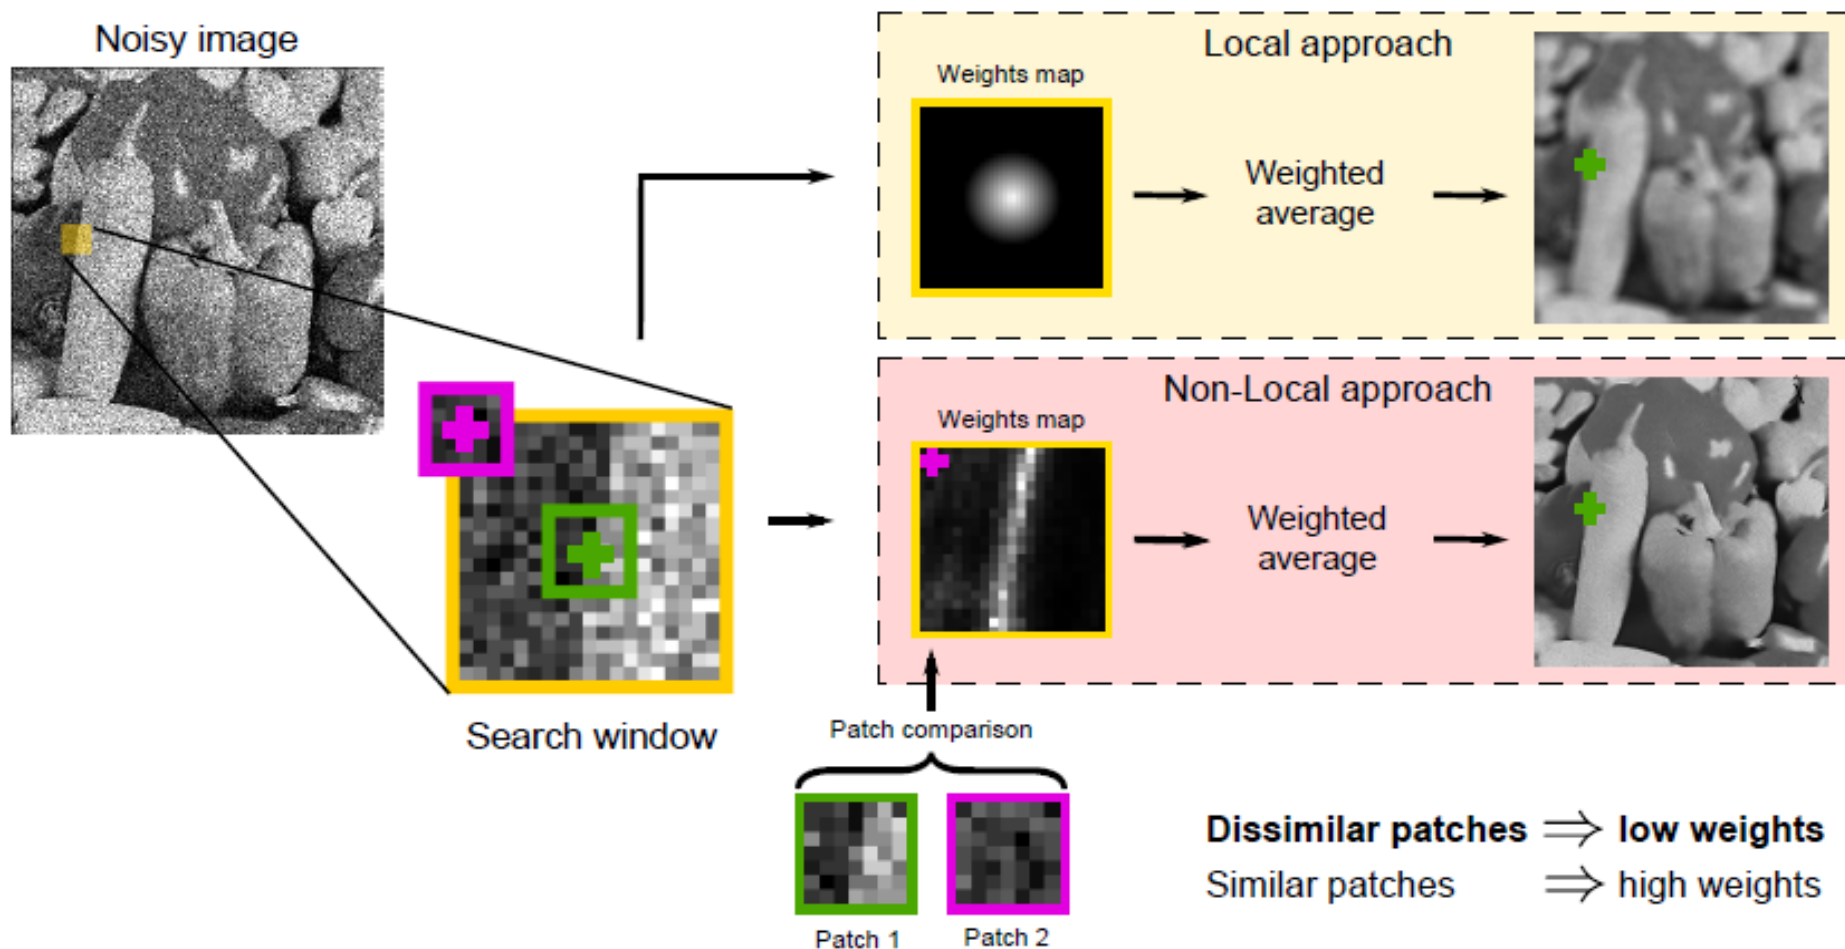 Noisy image
Local approach
Weights map
Weighted
average
Non-Local approach
Weights map
Weighted
average
Search window
Patch comparison
Patch 1
Patch 2
Dissimilar patches ⇒ low weights
Similar patches ⇒ high weights